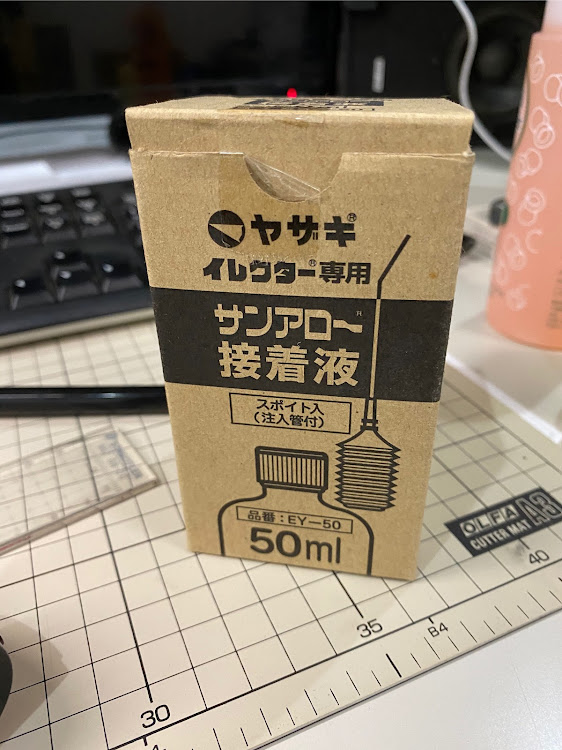 ヤザキ®
イレクター®専用
サンアロー®
接着液
スポイト入
(注入管付)
品番:EY-50
50ml
OLFA
CUTTER MAT A3
40
35
B4
30